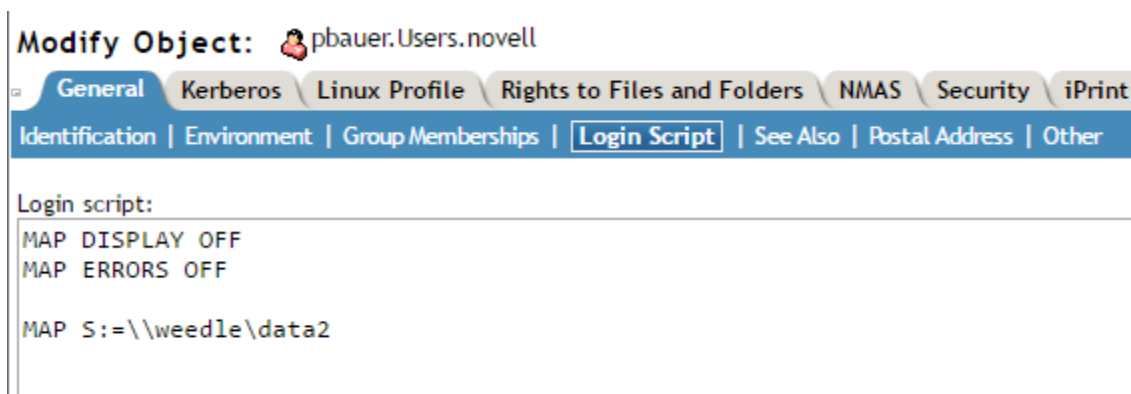 Modify Object: pbauer.Users.novell
General Kerberos Linux Profile Rights to Files and Folders NMAS Security iPrint
Identification | Environment | Group Memberships | Login Script | See Also | Postal Address | Other
Login script:
MAP DISPLAY OFF
MAP ERRORS OFF
MAP S:=\\weedle\data2